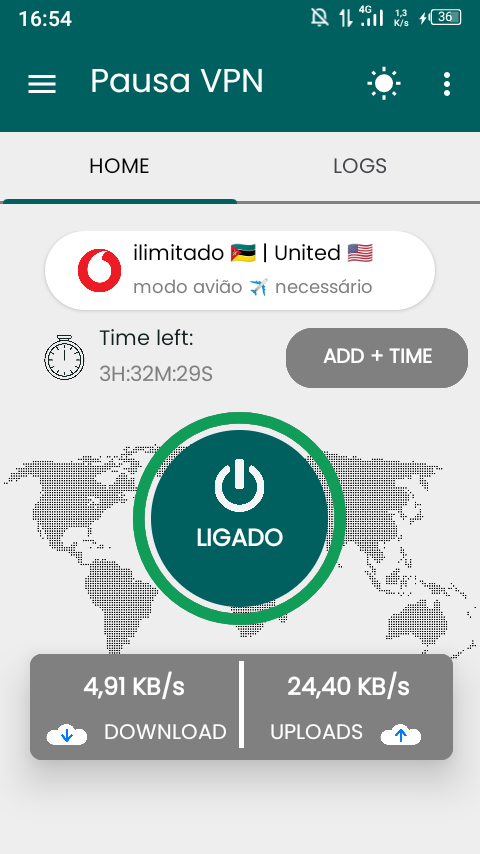 16:54
4G
1,3
K/s
36
Pausa VPN
HOME
LOGS
ilimitado 🇲🇿 | United 🇺🇸
modo avião ✈️ necessário
Time left:
3H:32M:29S
ADD + TIME
LIGADO
4,91 KB/s
24,40 KB/s
DOWNLOAD
UPLOADS